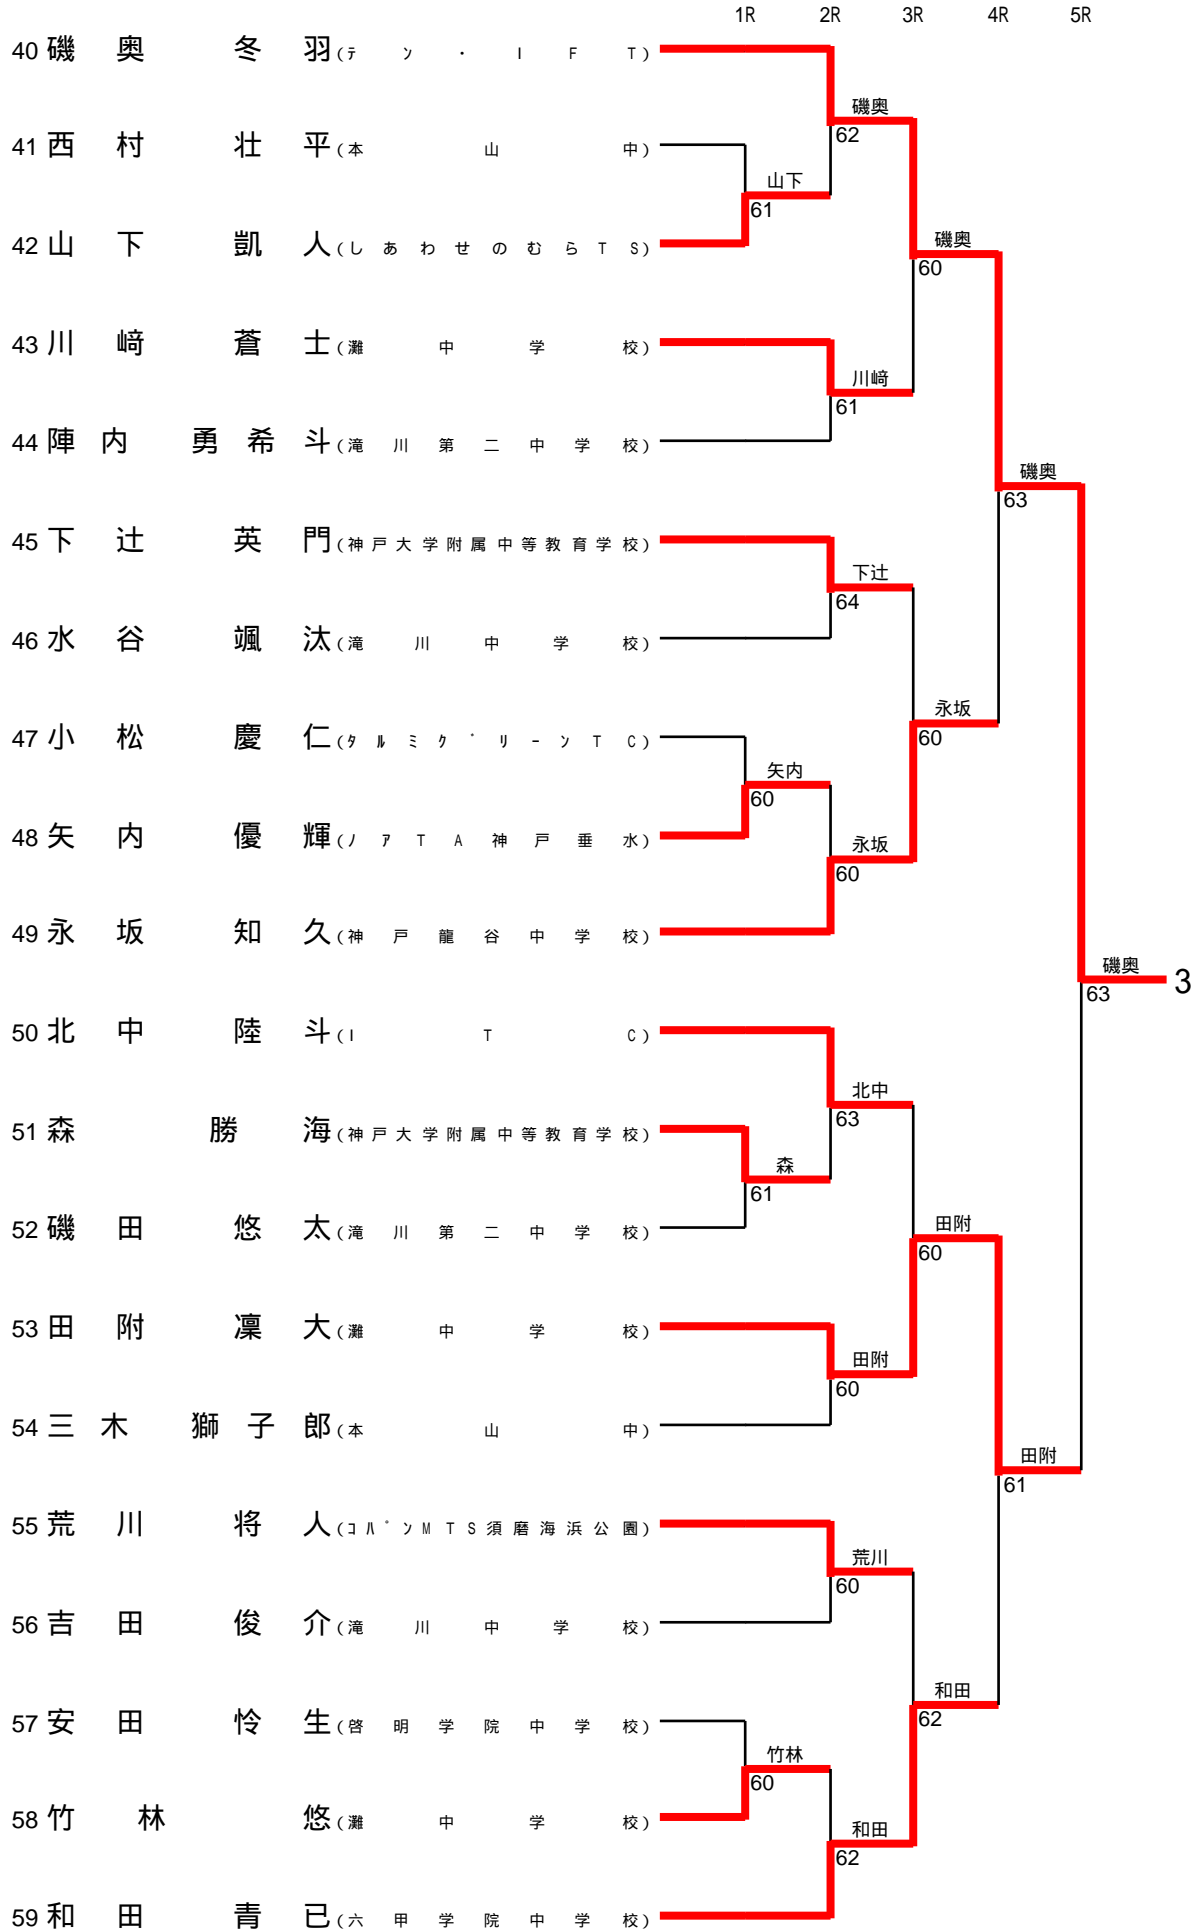 1R 2R 3R 4R 5R
40 磯奥 冬羽 (テン・IFT)
磯奥
62
41 西村 壮平 (本山中)
山下
61
42 山下 凱人 (しあわせのむらTS)
磯奥
60
43 川﨑 蒼士 (灘中学校)
川﨑
61
44 陣内 勇希斗 (滝川第二中学校)
磯奥
63
45 下辻 英門 (神戸大学附属中等教育学校)
下辻
64
46 水谷 颯汰 (滝川中学校)
永坂
60
47 小松 慶仁 (タルミグリーンTC)
矢内
60
48 矢内 優輝 (ノアTA神戸垂水)
永坂
60
49 永坂 知久 (神戸龍谷中学校)
磯奥
63
3
50 北中 陸斗 (ITC)
北中
63
51 森 勝海 (神戸大学附属中等教育学校)
森
61
52 磯田 悠太 (滝川第二中学校)
田附
60
53 田附 凜大 (灘中学校)
田附
60
54 三木 獅子郎 (本山中)
田附
61
55 荒川 将人 (コパンMTS須磨海浜公園)
荒川
60
56 吉田 俊介 (滝川中学校)
和田
62
57 安田 怜生 (啓明学院中学校)
竹林
60
58 竹林 悠 (灘中学校)
和田
62
59 和田 青已 (六甲学院中学校)